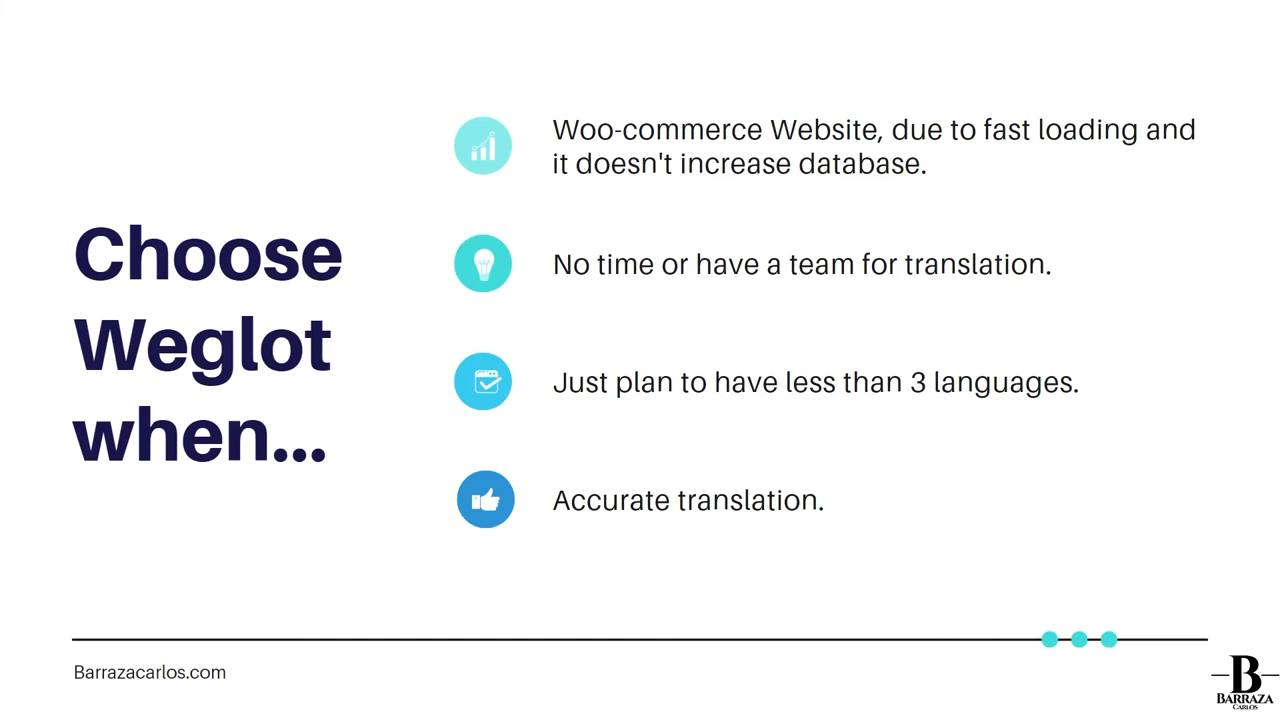 Choose
Weglot
when...
Woo-commerce Website, due to fast loading and
it doesn't increase database.
No time or have a team for translation.
Just plan to have less than 3 languages.
Accurate translation.
Barrazacarlos.com
B
BARRAZA
CARLOS